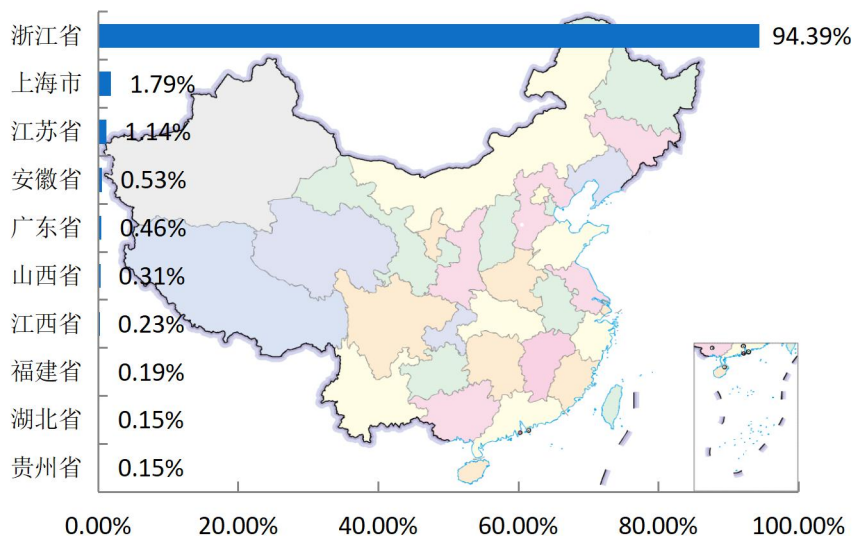 浙江省 94.39%
上海市 1.79%
江苏省 1.14%
安徽省 0.53%
广东省 0.46%
山西省 0.31%
江西省 0.23%
福建省 0.19%
湖北省 0.15%
贵州省 0.15%
0.00% 20.00% 40.00% 60.00% 80.00% 100.00%